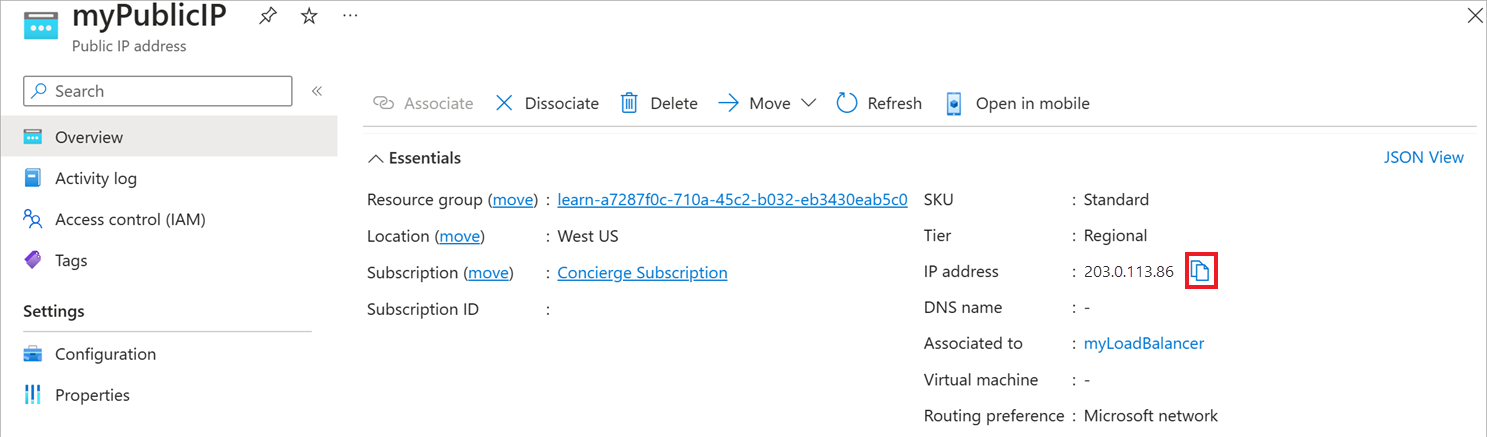 myPublicIP
Public IP address
Search
Overview
Activity log
Access control (IAM)
Tags
Settings
Configuration
Properties
Associate Dissociate Delete Move Refresh Open in mobile
Essentials JSON View
Resource group (move) : learn-a7287f0c-710a-45c2-b032-eb3430eab5c0
Location (move) : West US
Subscription (move) : Concierge Subscription
Subscription ID :
SKU : Standard
Tier : Regional
IP address : 203.0.113.86
DNS name : -
Associated to : myLoadBalancer
Virtual machine : -
Routing preference : Microsoft network